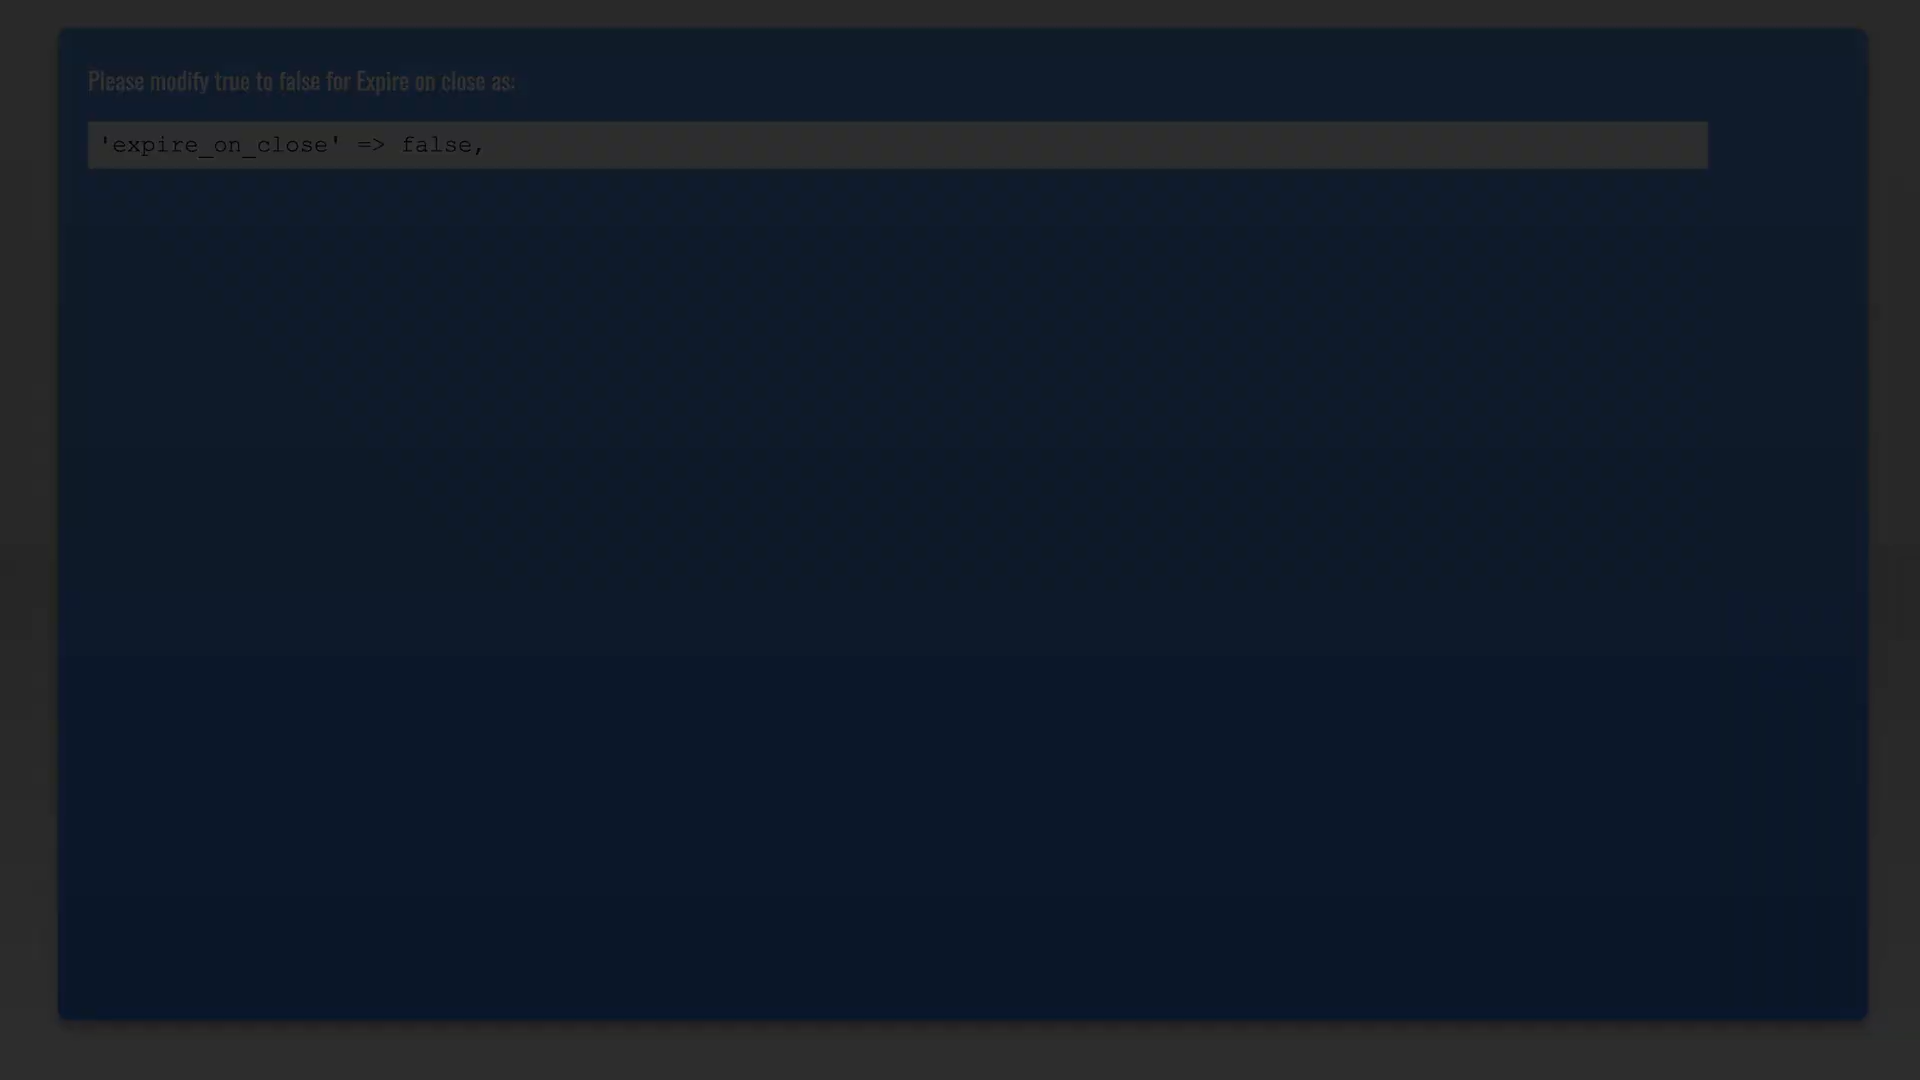 Please modify true to false for Expire on close as:
'expire_on_close' => false,